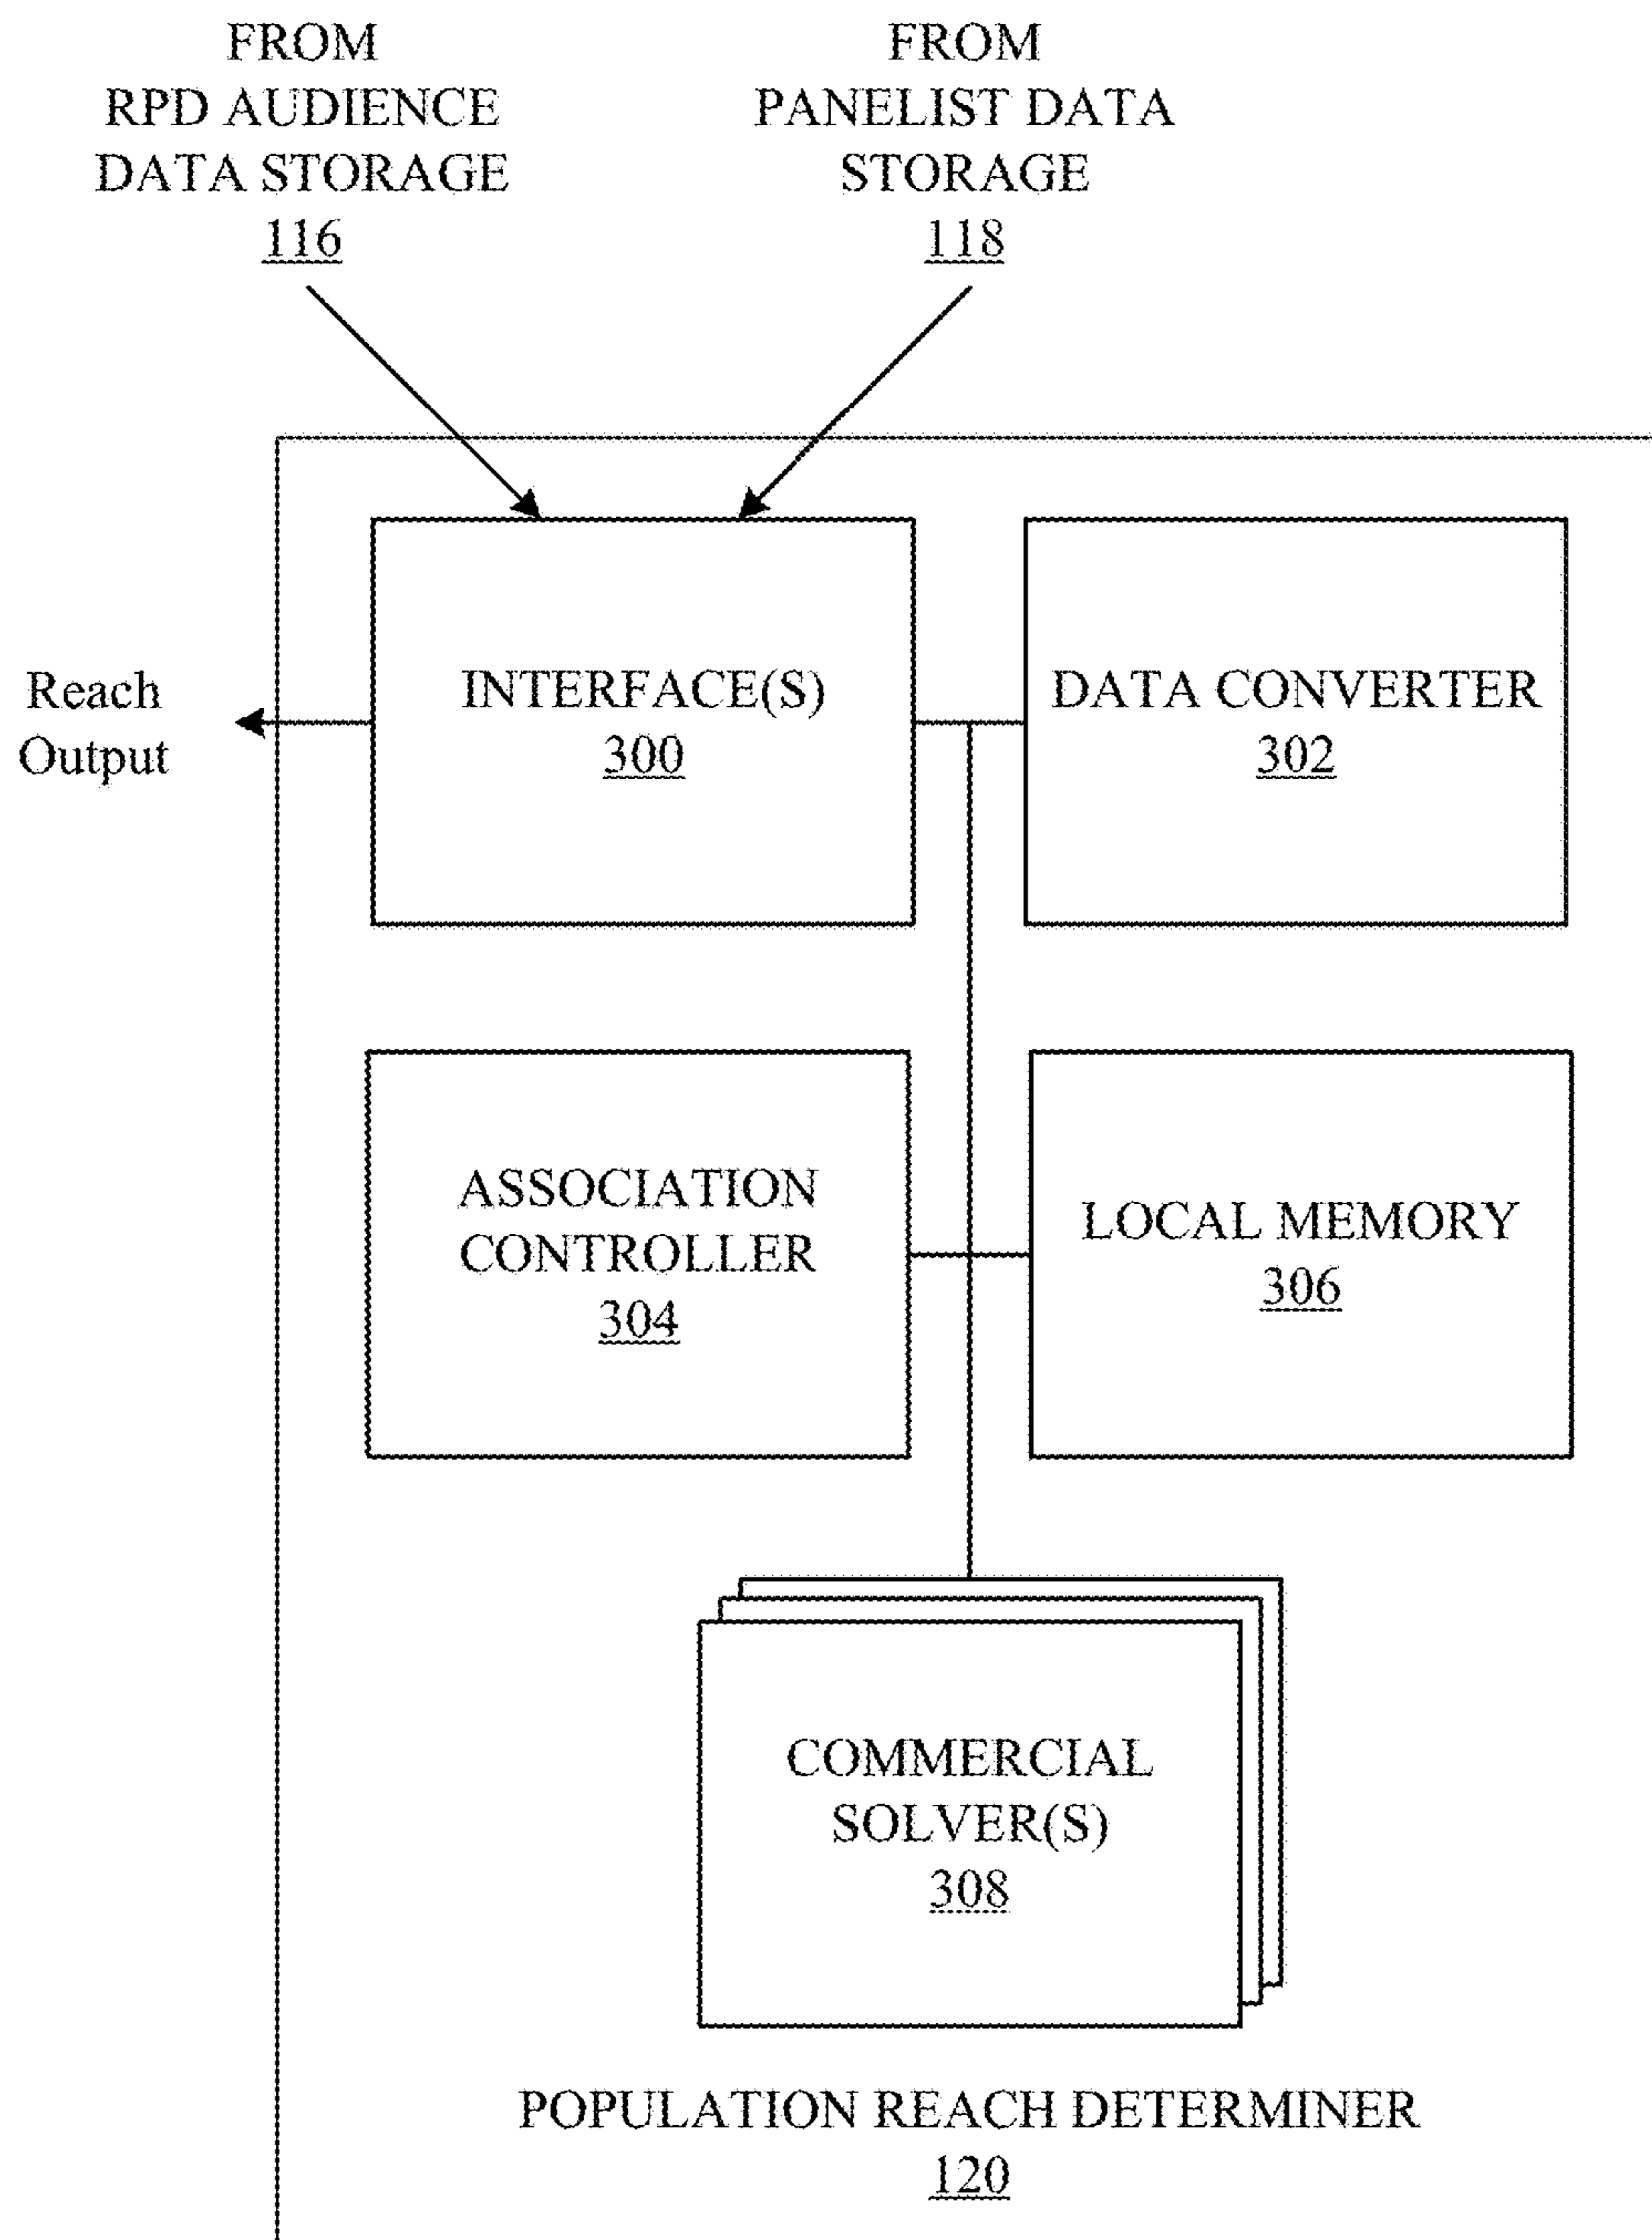 FROM
RPD AUDIENCE
DATA STORAGE
116
FROM
PANELIST DATA
STORAGE
118
Reach
Output
INTERFACE(S)
300
DATA CONVERTER
302
ASSOCIATION
CONTROLLER
304
LOCAL MEMORY
306
COMMERCIAL
SOLVER(S)
308
POPULATION REACH DETERMINER
120